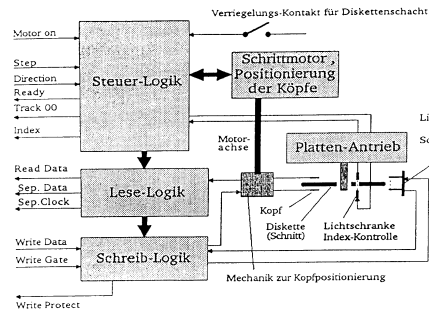 Verriegelungs-Kontakt für Diskettenschacht
Motor on
Step
Direction
Ready
Track 00
Index
Steuer-Logik
Schrittmotor,
Positionierung
der Köpfe
Motor-
achse
Platten-Antrieb
Read Data
Sep. Data
Sep.Clock
Lese-Logik
Kopf
Diskette
(Schnitt)
Lichtschranke
Index-Kontrolle
Write Data
Write Gate
Schreib-Logik
Mechanik zur Kopfpositionierung
Write Protect